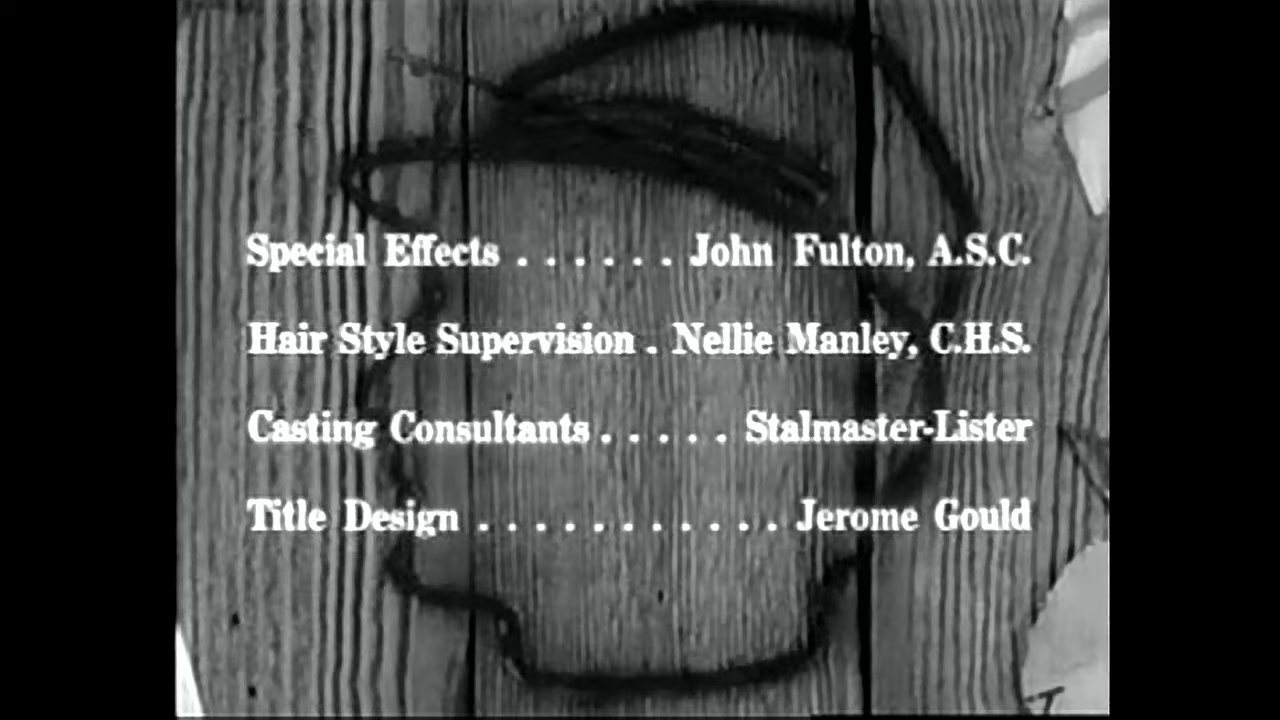 Special Effects . . . . . . John Fulton, A.S.C.
Hair Style Supervision . Nellie Manley, C.H.S.
Casting Consultants . . . . . Stalmaster-Lister
Title Design . . . . . . . . . . . Jerome Gould